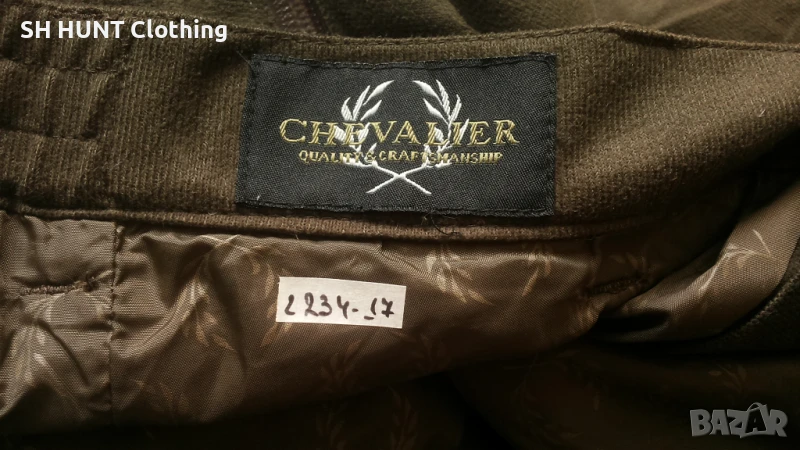 SH HUNT Clothing
CHEVALIER
QUALITY & CRAFTSMANSHIP
2234-17
BAZAR